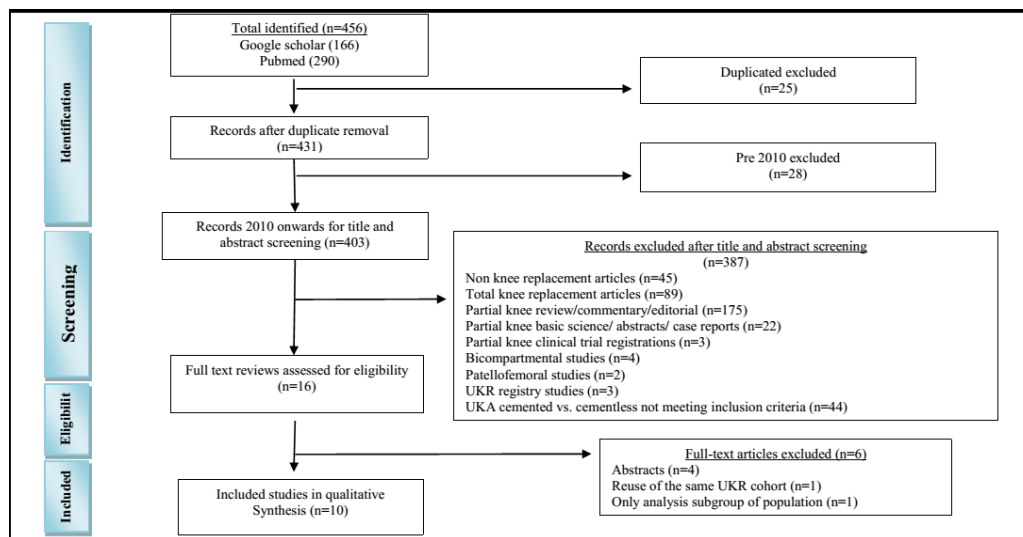 Identification
Total identified (n=456)
Google scholar (166)
Pubmed (290)
Duplicated excluded
(n=25)
Records after duplicate removal
(n=431)
Pre 2010 excluded
(n=28)
Records 2010 onwards for title and
abstract screening (n=403)
Screening
Records excluded after title and abstract screening
(n=387)
Non knee replacement articles (n=45)
Total knee replacement articles (n=89)
Partial knee review/commentary/editorial (n=175)
Partial knee basic science/ abstracts/ case reports (n=22)
Partial knee clinical trial registrations (n=3)
Bicompartmental studies (n=4)
Patellofemoral studies (n=2)
UKR registry studies (n=3)
UKA cemented vs. cementless not meeting inclusion criteria (n=44)
Full text reviews assessed for eligibility
(n=16)
Eligibilit
Full-text articles excluded (n=6)
Abstracts (n=4)
Reuse of the same UKR cohort (n=1)
Only analysis subgroup of population (n=1)
Included
Included studies in qualitative
Synthesis (n=10)